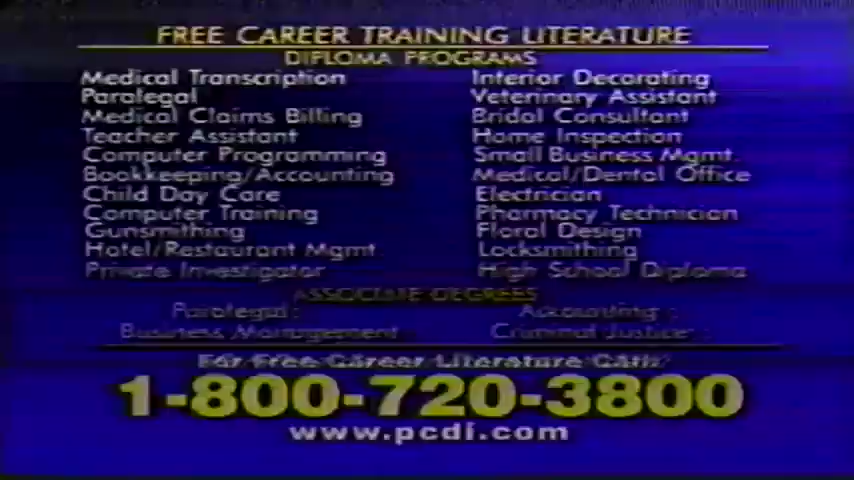 FREE CAREER TRAINING LITERATURE
DIPLOMA PROGRAMS
Medical Transcription
Paralegal
Medical Claims Billing
Teacher Assistant
Computer Programming
Bookkeeping/Accounting
Child Day Care
Computer Training
Gunsmithing
Hotel/Restaurant Mgmt.
Private Investigator
Interior Decorating
Veterinary Assistant
Bridal Consultant
Home Inspection
Small Business Mgmt.
Medical/Dental Office
Electrician
Pharmacy Technician
Floral Design
Locksmithing
High School Diploma
ASSOCIATE DEGREES
Paralegal
Business Management
Accounting
Criminal Justice
For Free Career Literature Call:
1-800-720-3800
www.pcdi.com